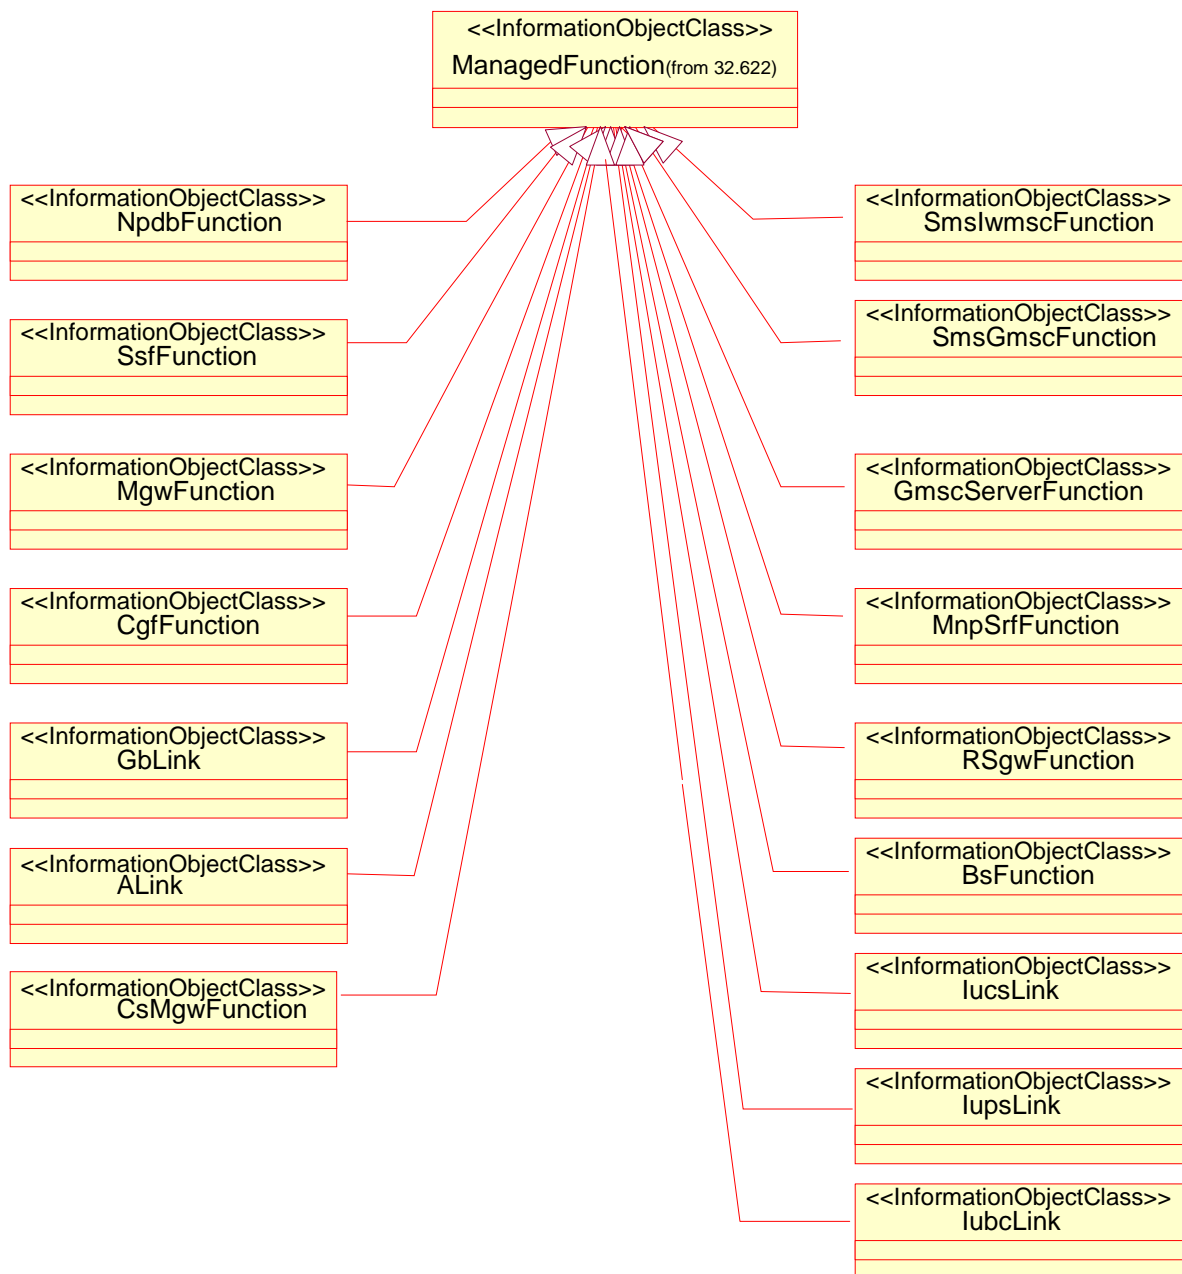 <<InformationObjectClass>>
ManagedFunction(from 32.622)
<<InformationObjectClass>>
NpdbFunction
<<InformationObjectClass>>
SsfFunction
<<InformationObjectClass>>
MgwFunction
<<InformationObjectClass>>
CgfFunction
<<InformationObjectClass>>
GbLink
<<InformationObjectClass>>
ALink
<<InformationObjectClass>>
CsMgwFunction
<<InformationObjectClass>>
SmsIwmscFunction
<<InformationObjectClass>>
SmsGmscFunction
<<InformationObjectClass>>
GmscServerFunction
<<InformationObjectClass>>
MnpSrfFunction
<<InformationObjectClass>>
RSgwFunction
<<InformationObjectClass>>
BsFunction
<<InformationObjectClass>>
IucsLink
<<InformationObjectClass>>
IupsLink
<<InformationObjectClass>>
IubcLink